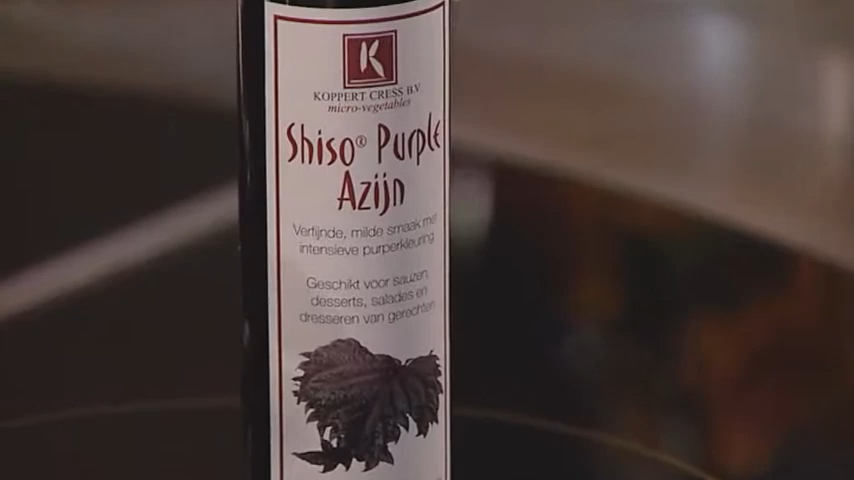 K
KOPPERT CRESS B.V
micro-vegetables
Shiso® Purple
Azijn
Verfijnde, milde smaak met
intensieve purperkleuring
Geschikt voor sauzen,
desserts, salades en
dresseren van gerechten